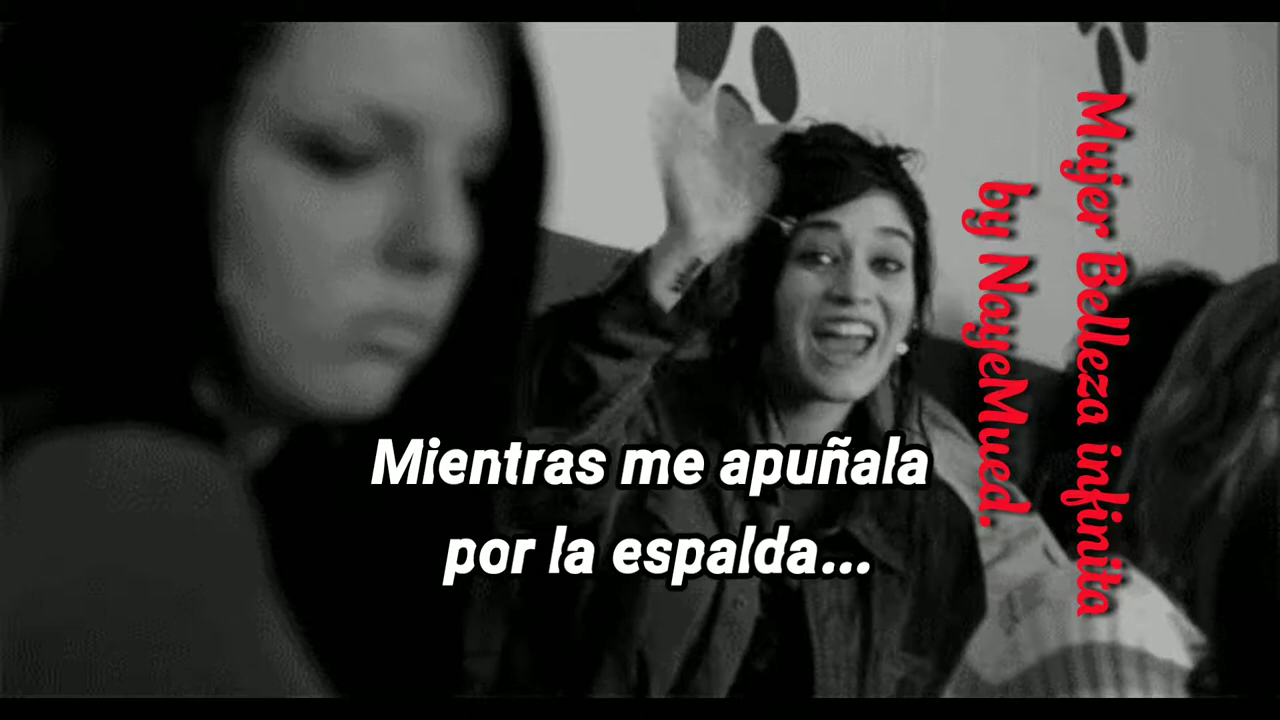 Mientras me apuñala
por la espalda...
Mujer Belleza infinita
by NayeMued.